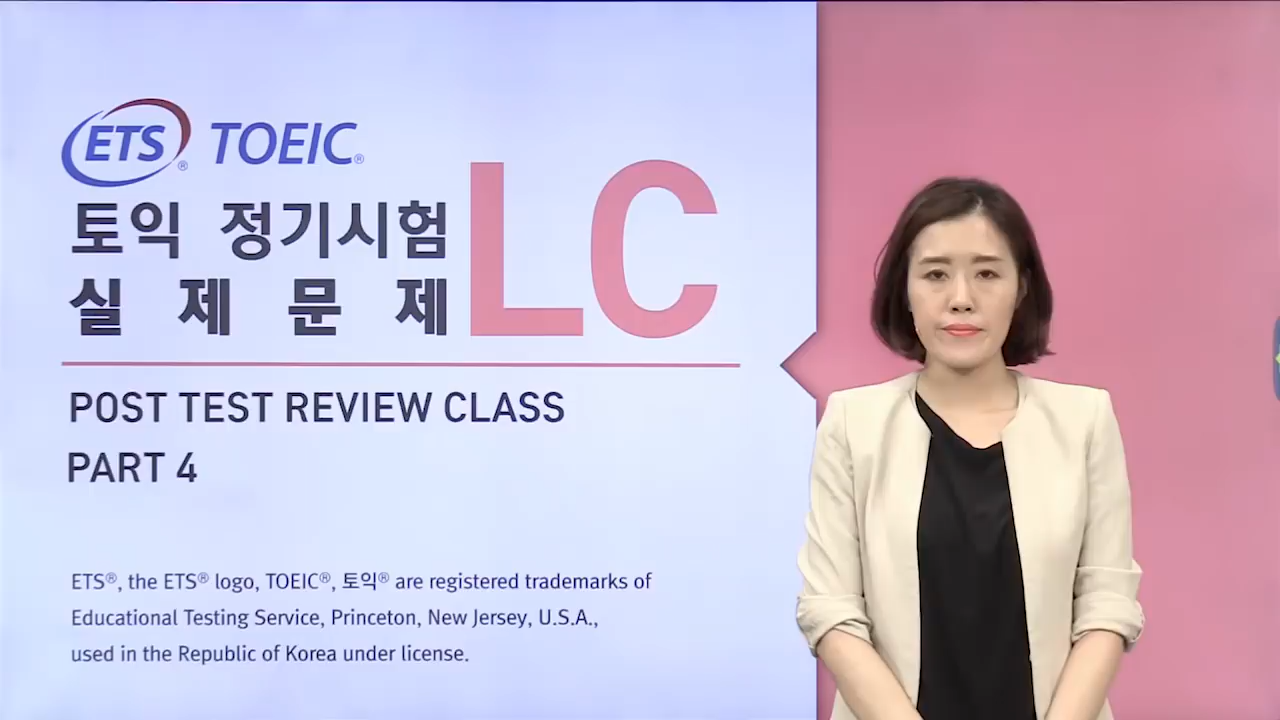 ETS® TOEIC®
토익 정기시험
실제문제 LC
POST TEST REVIEW CLASS
PART 4
ETS®, the ETS® logo, TOEIC®, 토익® are registered trademarks of
Educational Testing Service, Princeton, New Jersey, U.S.A.,
used in the Republic of Korea under license.